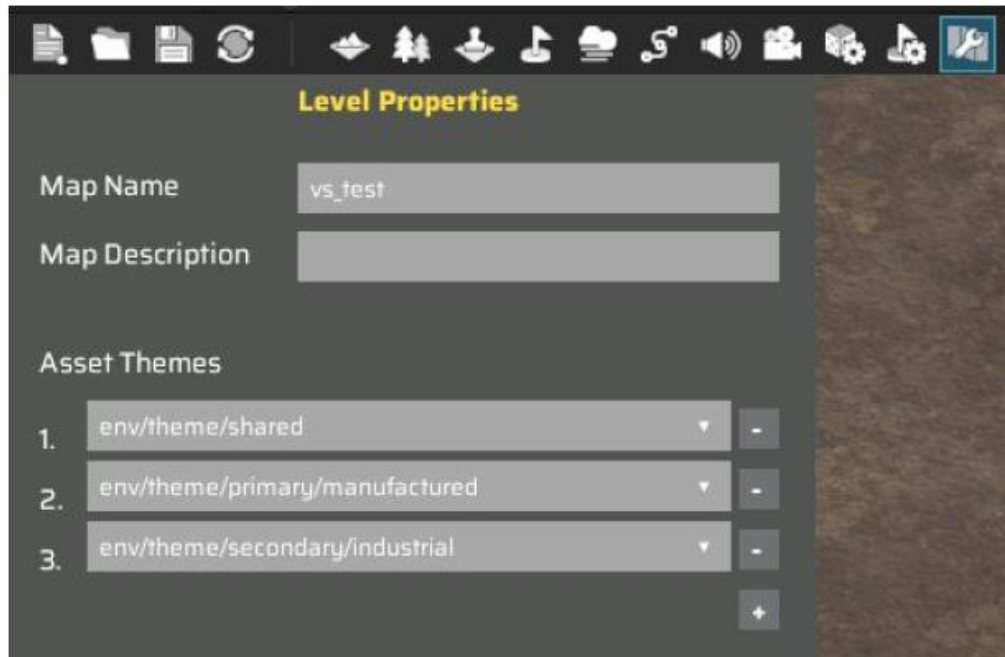 Level Properties
Map Name vs_test
Map Description
Asset Themes
1. env/theme/shared ▼ -
2. env/theme/primary/manufactured ▼ -
3. env/theme/secondary/industrial ▼ -
+